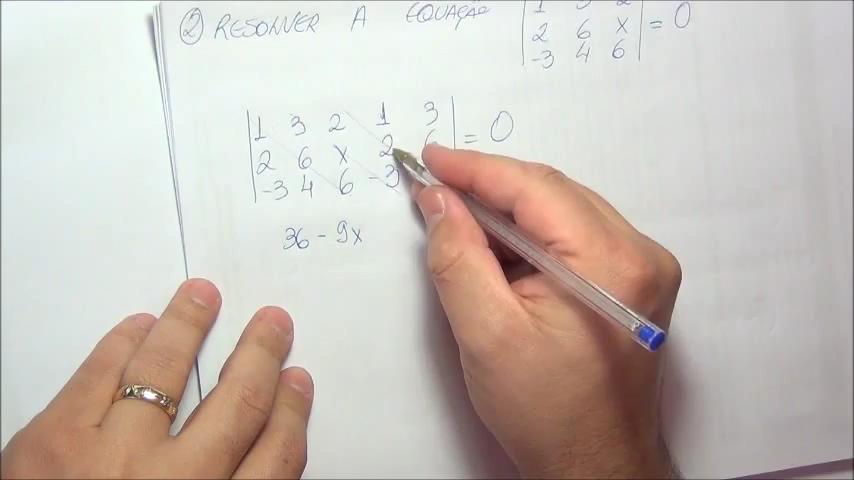 ② RESOLVER A EQUAÇÃO
2 6 x = 0
-3 4 6
1 3 2 1 3
2 6 x 2 = 0
-3 4 6 -3
36 - 9x